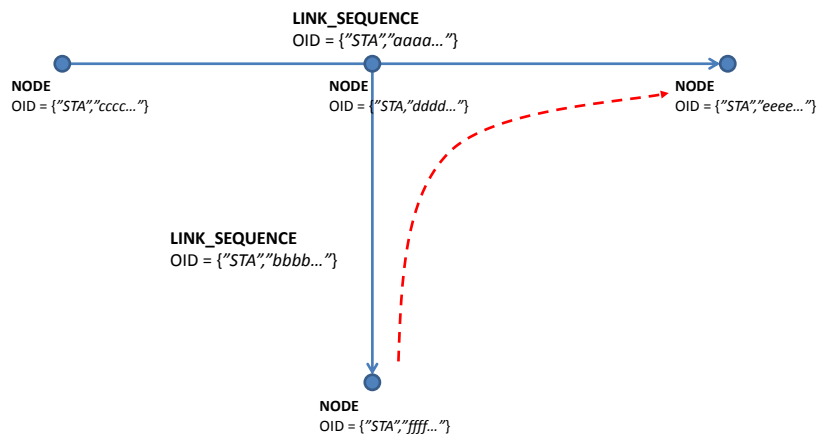 LINK_SEQUENCE
OID = {"STA","aaaa…"}
NODE
OID = {"STA","cccc…"}
NODE
OID = {"STA,"dddd…"}
NODE
OID = {"STA","eeee…"}
LINK_SEQUENCE
OID = {"STA","bbbb…"}
NODE
OID = {"STA","ffff…"}